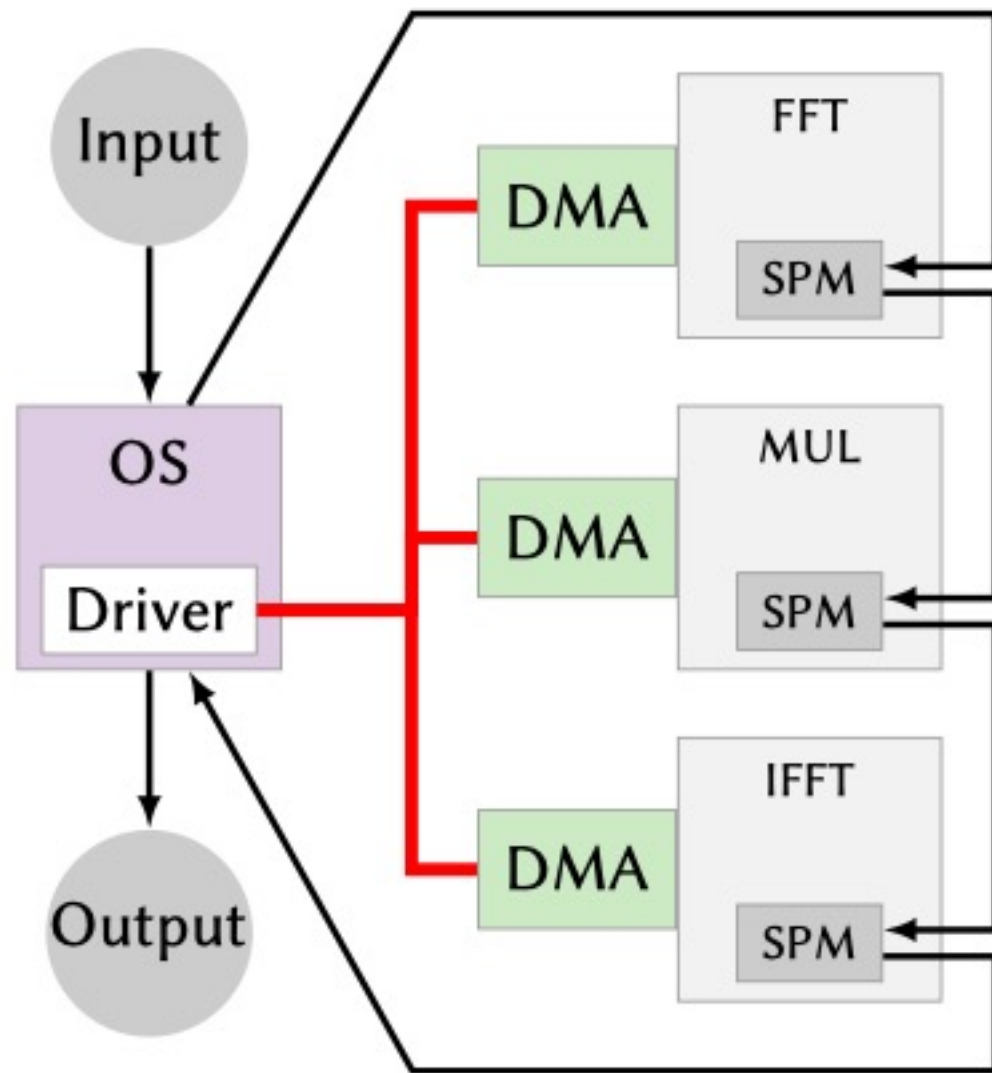 Input
OS
Driver
Output
DMA
FFT
SPM
DMA
MUL
SPM
DMA
IFFT
SPM